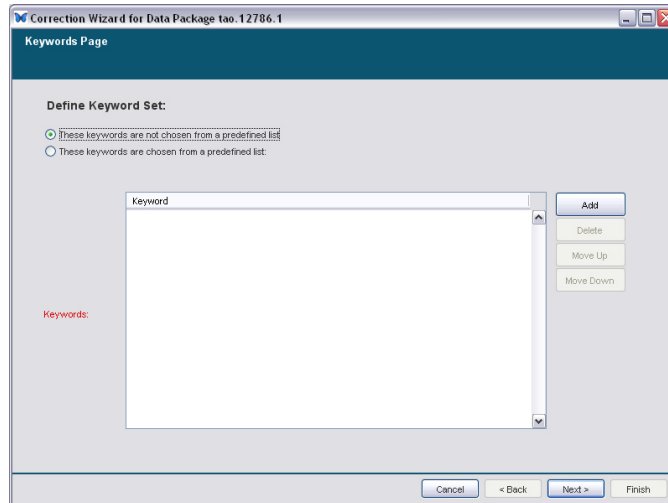 Correction Wizard for Data Package tao.12786.1
Keywords Page
Define Keyword Set:
These keywords are not chosen from a predefined list
These keywords are chosen from a predefined list:
Keyword
Add
Delete
Move Up
Move Down
Keywords:
Cancel
< Back
Next >
Finish